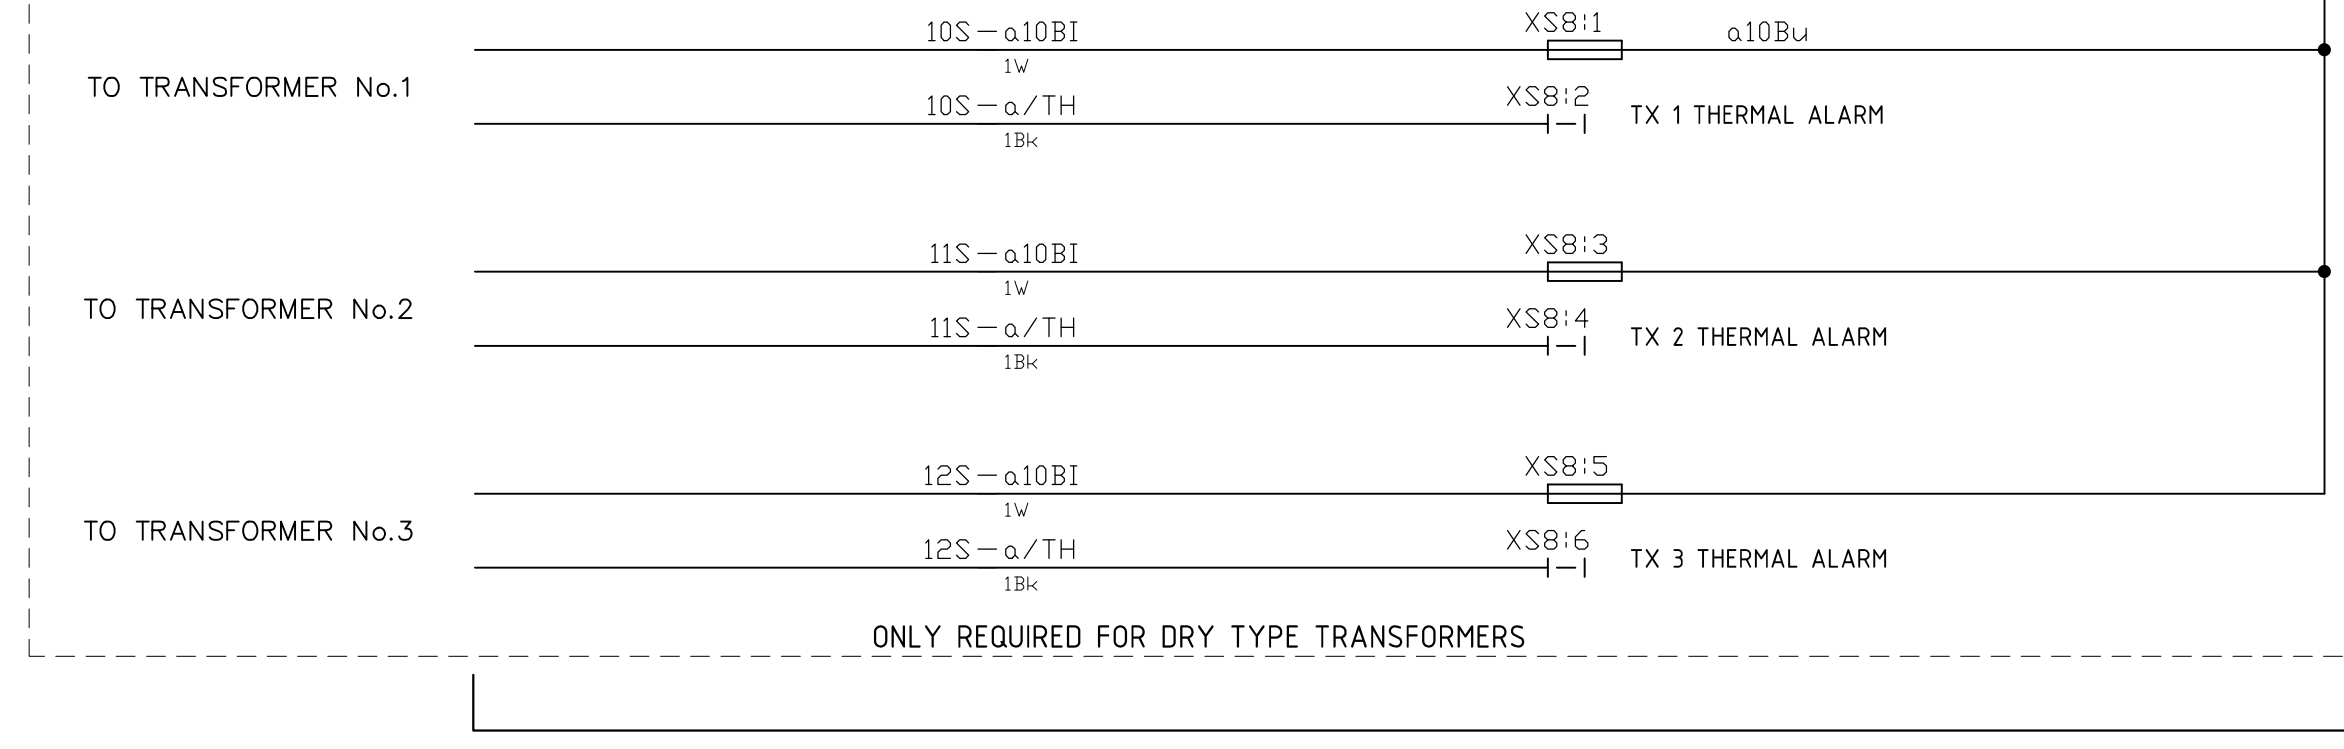 10S-a10BI XS8:1 a10Bu
1W
TO TRANSFORMER No.1
10S-a/TH XS8:2 TX 1 THERMAL ALARM
1Bk
11S-a10BI XS8:3
1W
TO TRANSFORMER No.2
11S-a/TH XS8:4 TX 2 THERMAL ALARM
1Bk
12S-a10BI XS8:5
1W
TO TRANSFORMER No.3
12S-a/TH XS8:6 TX 3 THERMAL ALARM
1Bk
ONLY REQUIRED FOR DRY TYPE TRANSFORMERS